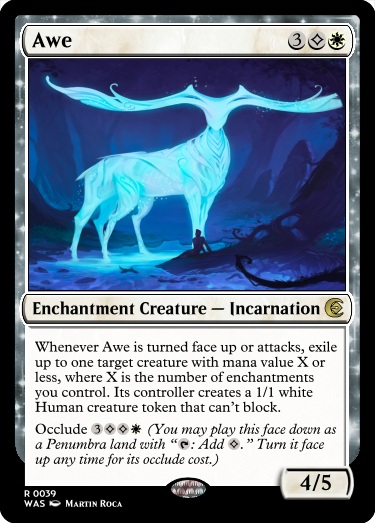 Awe 3◇☀
Enchantment Creature — Incarnation
Whenever Awe is turned face up or attacks, exile
up to one target creature with mana value X or
less, where X is the number of enchantments
you control. Its controller creates a 1/1 white
Human creature token that can't block.
Occlude 3◇◇☀ (You may play this face down as
a Penumbra land with “T: Add ◇.” Turn it face
up any time for its occlude cost.)
4/5
R 0039
WAS Martin Roca